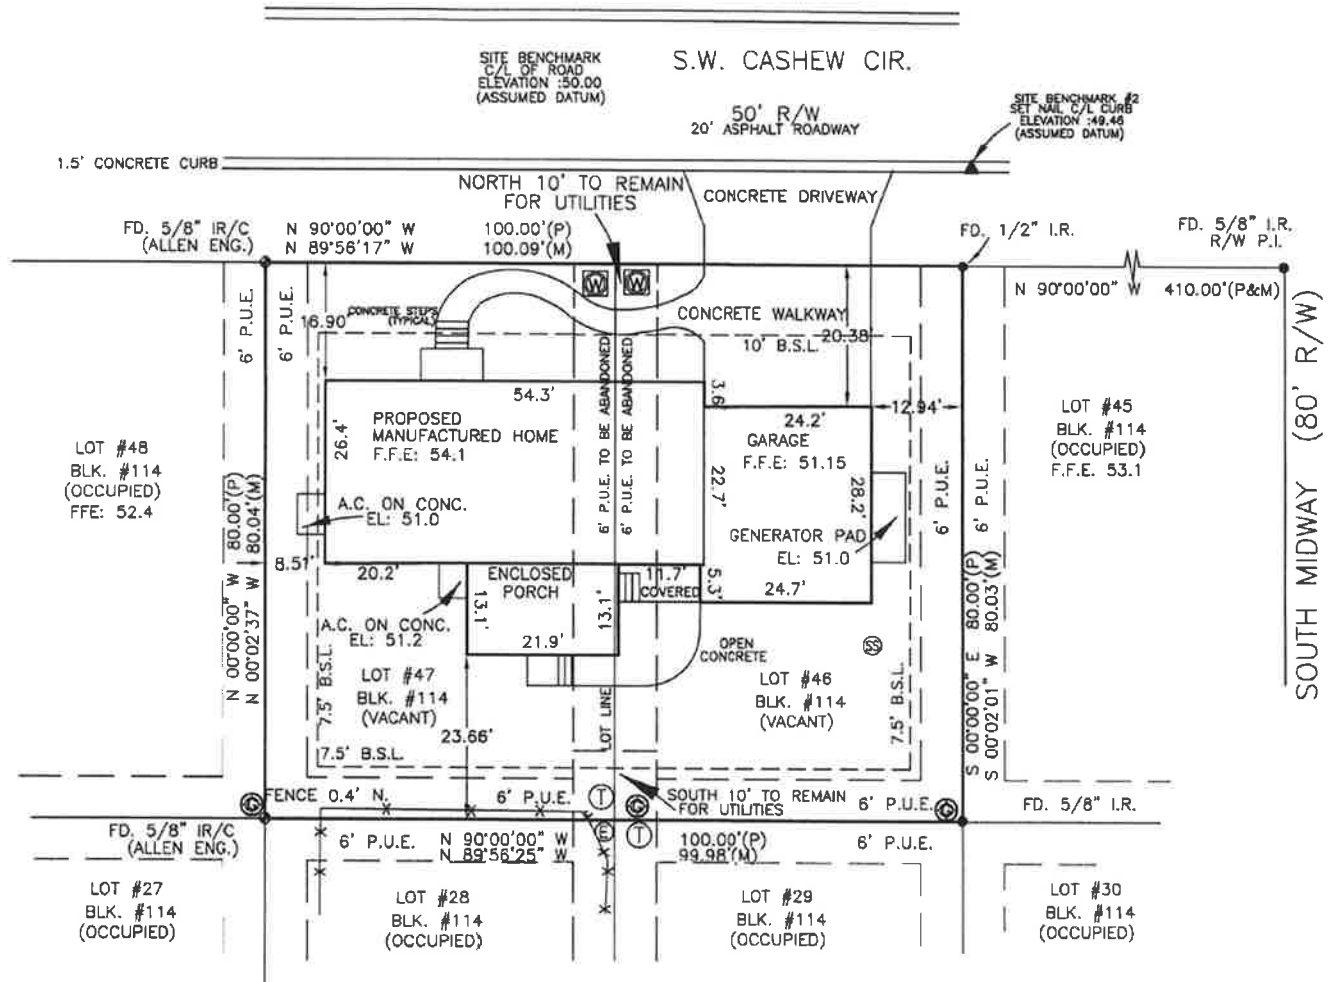 S.W. CASHEW CIR.
SITE BENCHMARK
C/L OF ROAD
ELEVATION :50.00
(ASSUMED DATUM)
50' R/W
20' ASPHALT ROADWAY
SITE BENCHMARK #2
SET NAIL C/L CURB
ELEVATION :49.46
(ASSUMED DATUM)
1.5' CONCRETE CURB
NORTH 10' TO REMAIN
FOR UTILITIES
CONCRETE DRIVEWAY
FD. 5/8" IR/C
(ALLEN ENG.)
N 90°00'00" W 100.00'(P)
N 89°56'17" W 100.09'(M)
FD. 1/2" I.R.
FD. 5/8" I.R.
R/W P.I.
N 90°00'00" W 410.00'(P&M)
W
W
6' P.U.E.
6' P.U.E.
16.90'
CONCRETE STEPS
(TYPICAL)
CONCRETE WALKWAY
20.38'
10' B.S.L.
54.3'
3.6'
24.2'
12.94'
PROPOSED
MANUFACTURED HOME
F.F.E: 54.1
26.4'
6' P.U.E. TO BE ABANDONED
6' P.U.E. TO BE ABANDONED
GARAGE
F.F.E: 51.15
22.7'
28.2'
LOT #48
BLK. #114
(OCCUPIED)
FFE: 52.4
LOT #45
BLK. #114
(OCCUPIED)
F.F.E. 53.1
SOUTH MIDWAY (80' R/W)
6' P.U.E.
6' P.U.E.
A.C. ON CONC.
EL: 51.0
GENERATOR PAD
EL: 51.0
N 00°00'00" W 80.00'(P)
N 00°02'37" W 80.04'(M)
8.51'
20.2'
ENCLOSED
PORCH
11.7'
COVERED
5.3'
24.7'
13.1'
13.1'
21.9'
A.C. ON CONC.
EL: 51.2
OPEN
CONCRETE
SS
S 00°00'00" E 80.00'(P)
S 00°02'01" W 80.03'(M)
LOT #47
BLK. #114
(VACANT)
LOT #46
BLK. #114
(VACANT)
7.5' B.S.L.
7.5' B.S.L.
7.5' B.S.L.
LOT LINE
23.66'
G
FENCE 0.4' N.
6' P.U.E.
T
G
SOUTH 10' TO REMAIN
FOR UTILITIES
6' P.U.E.
G
FD. 5/8" I.R.
FD. 5/8" IR/C
(ALLEN ENG.)
6' P.U.E.
N 90°00'00" W
N 89°56'25" W
E
T
100.00'(P)
99.98'(M)
6' P.U.E.
LOT #27
BLK. #114
(OCCUPIED)
LOT #28
BLK. #114
(OCCUPIED)
LOT #29
BLK. #114
(OCCUPIED)
LOT #30
BLK. #114
(OCCUPIED)